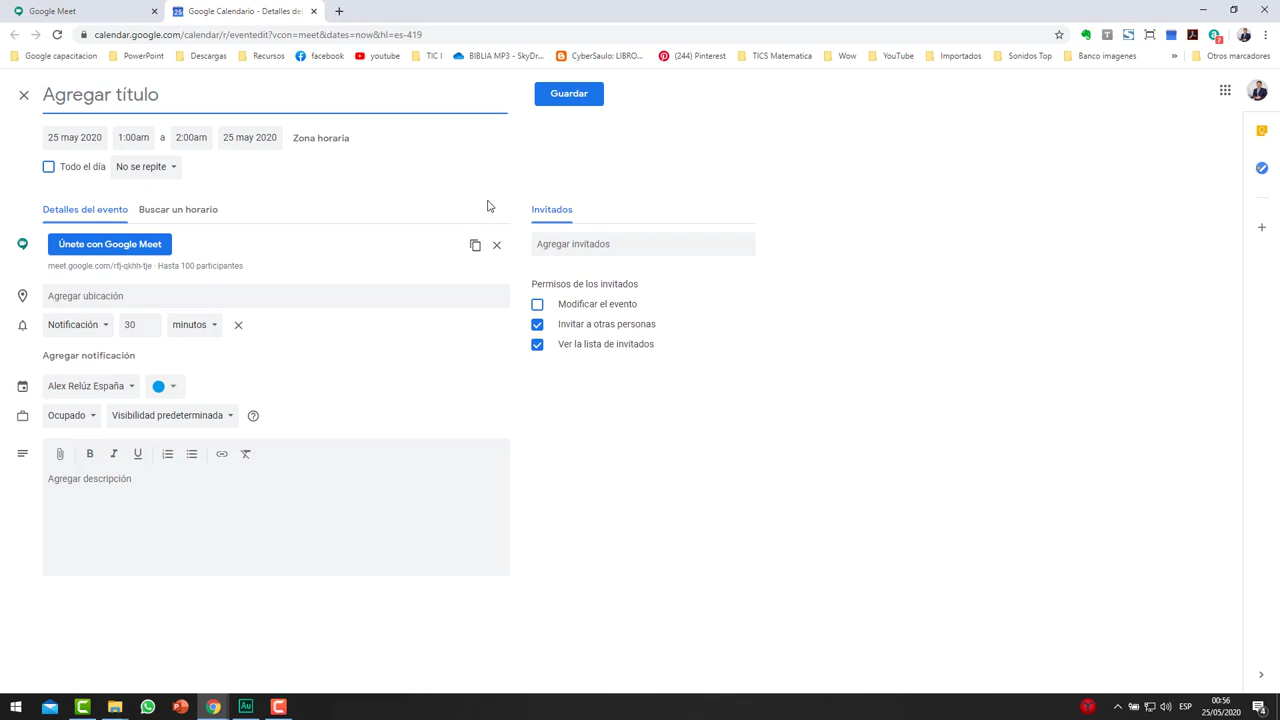 Google Meet
Google Calendario - Detalles del e
calendar.google.com/calendar/r/eventedit?vcon=meet&dates=now&hl=es-419
Google capacitacion
PowerPoint
Descargas
Recursos
facebook
youtube
TIC I
BIBLIA MP3 - SkyDr...
CyberSaulo: LIBRO...
(244) Pinterest
TICS Matematica
Wow
YouTube
Importados
Sonidos Top
Banco imagenes
»
Otros marcadores
Agregar título
Guardar
25 may 2020 1:00am a 2:00am 25 may 2020 Zona horaria
Todo el día No se repite
Detalles del evento Buscar un horario
Invitados
Únete con Google Meet
Agregar invitados
meet.google.com/rfj-qkhh-tje · Hasta 100 participantes
Permisos de los invitados
Agregar ubicación
Modificar el evento
Notificación 30 minutos
Invitar a otras personas
Ver la lista de invitados
Agregar notificación
Alex Relúz España
Ocupado Visibilidad predeterminada
Agregar descripción
ESP
00:56
25/05/2020
4